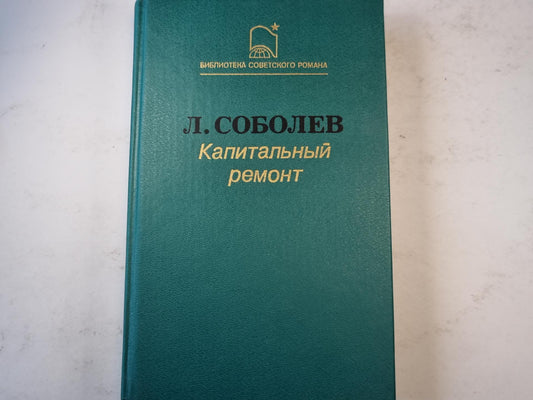 БИБЛИОТЕКА СОВЕТСКОГО РОМАНА
Л. СОБОЛЕВ
Капитальный
ремонт